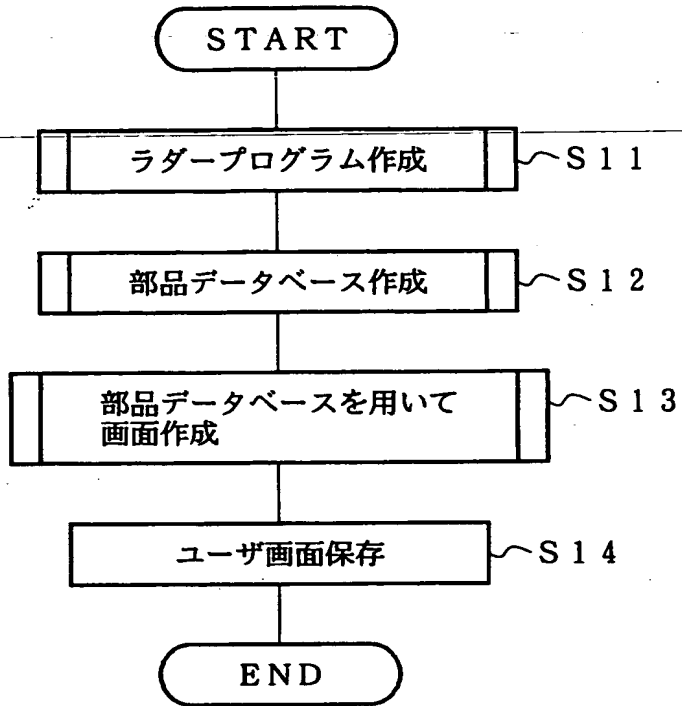 START
ラダープログラム作成
S11
部品データベース作成
S12
部品データベースを用いて
画面作成
S13
ユーザ画面保存
S14
END